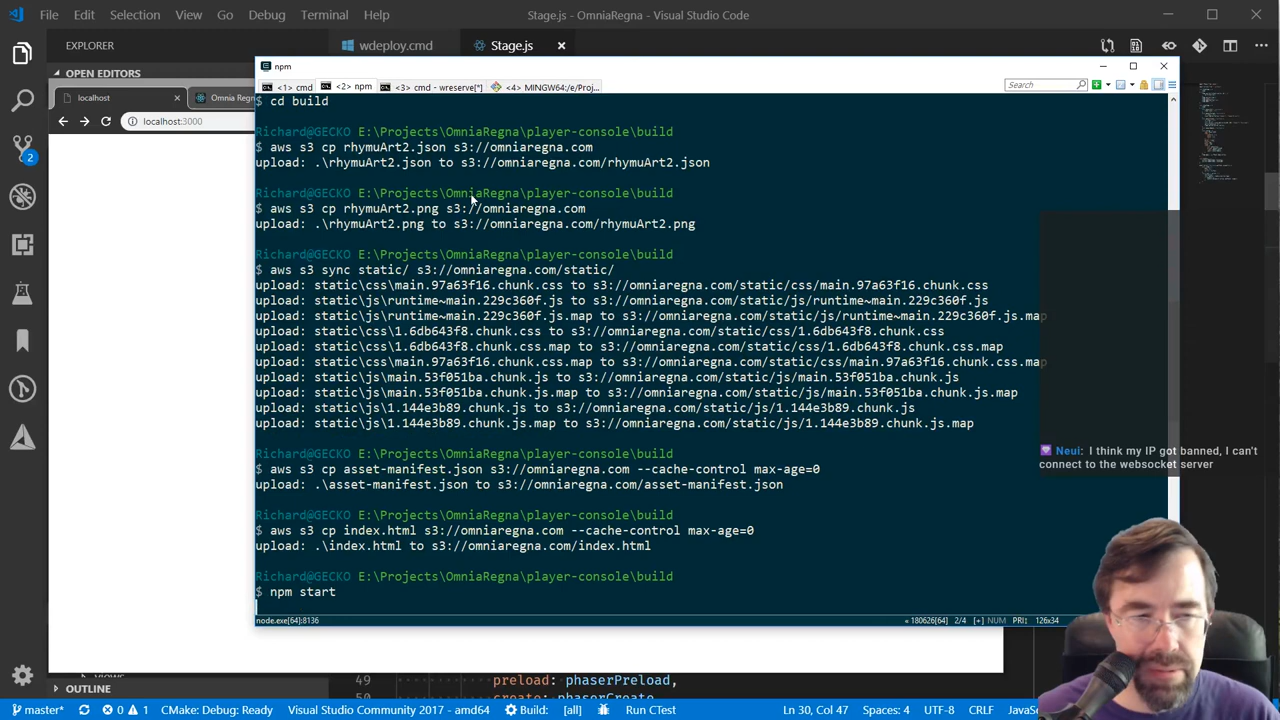 File Edit Selection View Go Debug Terminal Help
Stage.js - OmniaRegna - Visual Studio Code
EXPLORER
wdeploy.cmd
Stage.js
OPEN EDITORS
npm
localhost
Omnia Regn
<1> cmd
<2> npm
<3> cmd - wreserve[*]
<4> MINGW64:/e/Proj...
Search
localhost:3000
$ cd build
Richard@GECKO E:\Projects\OmniaRegna\player-console\build
$ aws s3 cp rhymuArt2.json s3://omniaregna.com
upload: .\rhymuArt2.json to s3://omniaregna.com/rhymuArt2.json
Richard@GECKO E:\Projects\OmniaRegna\player-console\build
$ aws s3 cp rhymuArt2.png s3://omniaregna.com
upload: .\rhymuArt2.png to s3://omniaregna.com/rhymuArt2.png
Richard@GECKO E:\Projects\OmniaRegna\player-console\build
$ aws s3 sync static/ s3://omniaregna.com/static/
upload: static\css\main.97a63f16.chunk.css to s3://omniaregna.com/static/css/main.97a63f16.chunk.css
upload: static\js\runtime~main.229c360f.js to s3://omniaregna.com/static/js/runtime~main.229c360f.js
upload: static\js\runtime~main.229c360f.js.map to s3://omniaregna.com/static/js/runtime~main.229c360f.js.map
upload: static\css\1.6db643f8.chunk.css to s3://omniaregna.com/static/css/1.6db643f8.chunk.css
upload: static\css\1.6db643f8.chunk.css.map to s3://omniaregna.com/static/css/1.6db643f8.chunk.css.map
upload: static\css\main.97a63f16.chunk.css.map to s3://omniaregna.com/static/css/main.97a63f16.chunk.css.map
upload: static\js\main.53f051ba.chunk.js to s3://omniaregna.com/static/js/main.53f051ba.chunk.js
upload: static\js\main.53f051ba.chunk.js.map to s3://omniaregna.com/static/js/main.53f051ba.chunk.js.map
upload: static\js\1.144e3b89.chunk.js to s3://omniaregna.com/static/js/1.144e3b89.chunk.js
upload: static\js\1.144e3b89.chunk.js.map to s3://omniaregna.com/static/js/1.144e3b89.chunk.js.map
Richard@GECKO E:\Projects\OmniaRegna\player-console\build
$ aws s3 cp asset-manifest.json s3://omniaregna.com --cache-control max-age=0
upload: .\asset-manifest.json to s3://omniaregna.com/asset-manifest.json
Richard@GECKO E:\Projects\OmniaRegna\player-console\build
$ aws s3 cp index.html s3://omniaregna.com --cache-control max-age=0
upload: .\index.html to s3://omniaregna.com/index.html
Richard@GECKO E:\Projects\OmniaRegna\player-console\build
$ npm start
node.exe[64]:8136
« 180626[64] 2/4 [+] NUM PRI: 126x34
Neui: I think my IP got banned, I can't
connect to the websocket server
2
OUTLINE
49 preload: phaserPreload,
50 create: phaserCreate
master* 0 1 CMake: Debug: Ready Visual Studio Community 2017 - amd64 Build: [all] Run CTest Ln 30, Col 47 Spaces: 4 UTF-8 CRLF